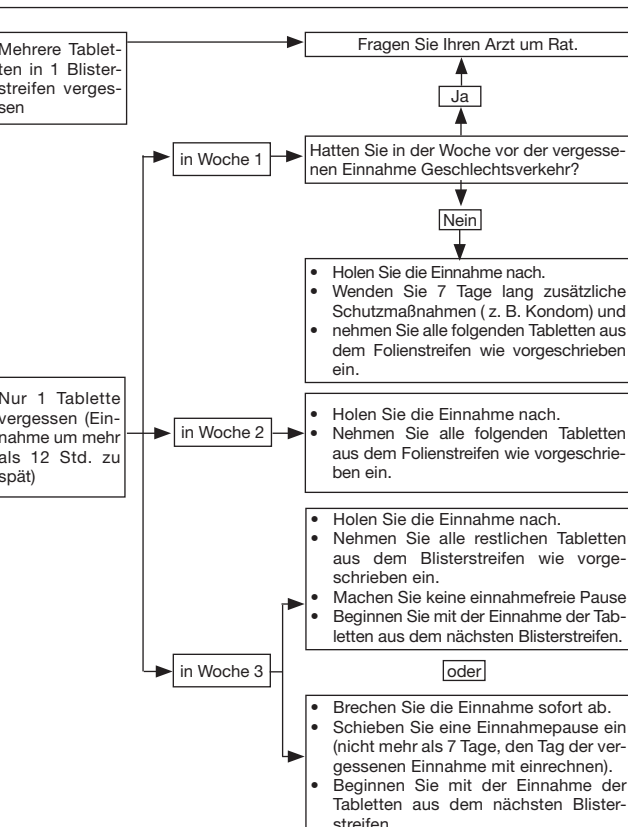 Mehrere Tablet-
ten in 1 Blister-
streifen verges-
sen
Fragen Sie Ihren Arzt um Rat.
Ja
in Woche 1
Hatten Sie in der Woche vor der vergesse-
nen Einnahme Geschlechtsverkehr?
Nein
• Holen Sie die Einnahme nach.
• Wenden Sie 7 Tage lang zusätzliche
Schutzmaßnahmen ( z. B. Kondom) und
• nehmen Sie alle folgenden Tabletten aus
dem Folienstreifen wie vorgeschrieben
ein.
Nur 1 Tablette
vergessen (Ein-
nahme um mehr
als 12 Std. zu
spät)
in Woche 2
• Holen Sie die Einnahme nach.
• Nehmen Sie alle folgenden Tabletten
aus dem Folienstreifen wie vorgeschrie-
ben ein.
• Holen Sie die Einnahme nach.
• Nehmen Sie alle restlichen Tabletten
aus dem Blisterstreifen wie vorge-
schrieben ein.
• Machen Sie keine einnahmefreie Pause
• Beginnen Sie mit der Einnahme der Tab-
letten aus dem nächsten Blisterstreifen.
in Woche 3
oder
• Brechen Sie die Einnahme sofort ab.
• Schieben Sie eine Einnahmepause ein
(nicht mehr als 7 Tage, den Tag der ver-
gessenen Einnahme mit einrechnen).
• Beginnen Sie mit der Einnahme der
Tabletten aus dem nächsten Blister-
streifen